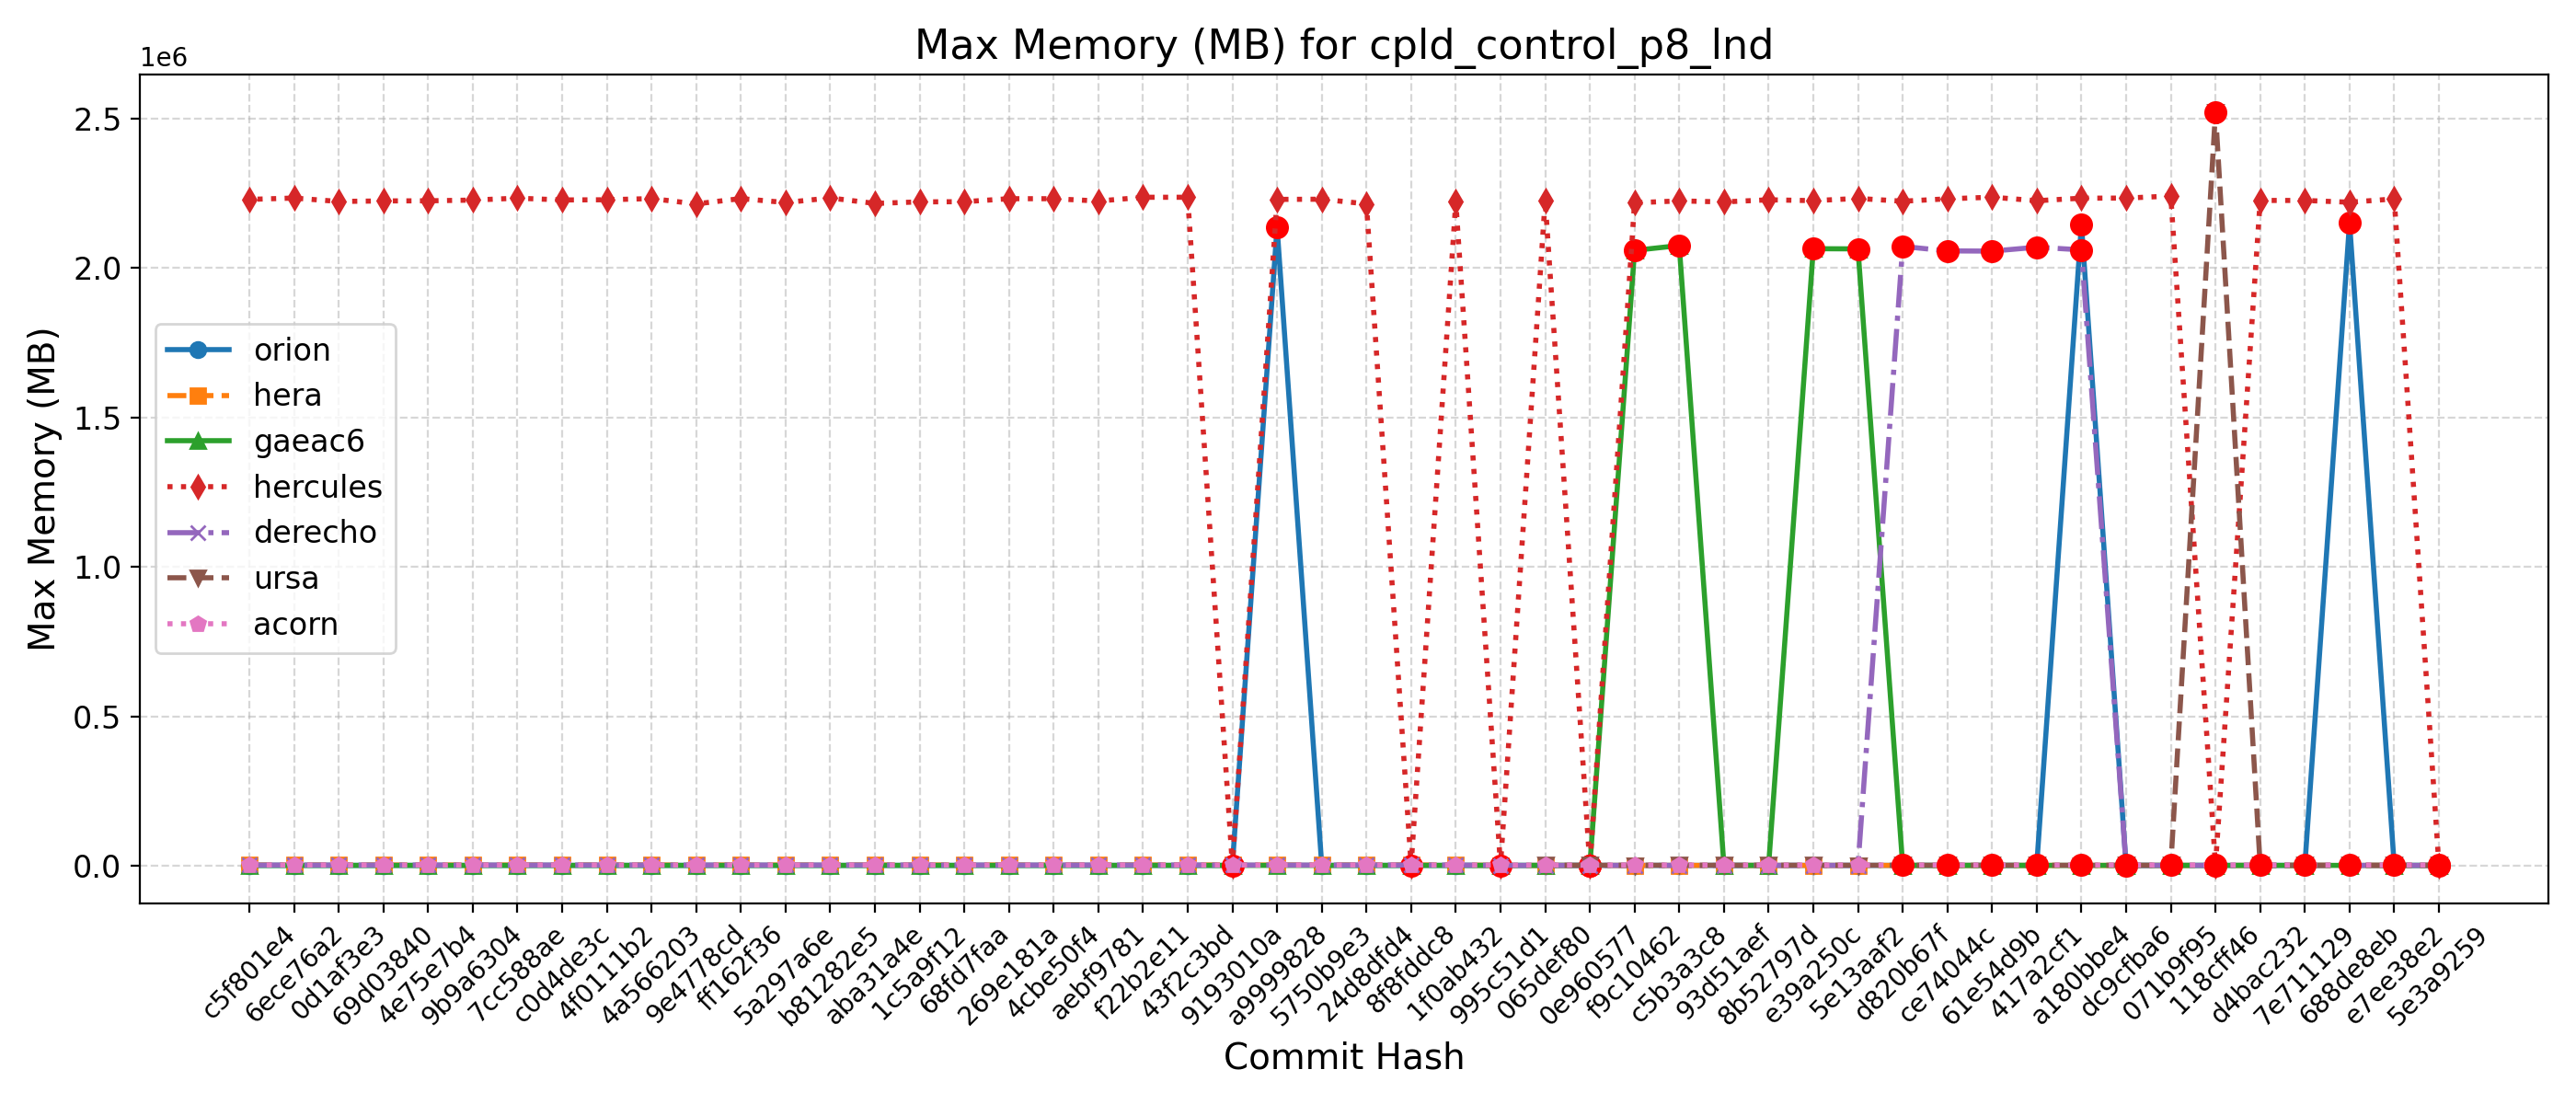 Max Memory (MB) for cpld_control_p8_lnd
1e6
2.5
2.0
1.5
1.0
0.5
0.0
Max Memory (MB)
orion
hera
gaeac6
hercules
derecho
ursa
acorn
c5f801e4
6ece76a2
0d1af3e3
69d03840
4e75e7b4
9b9a6304
7cc588ae
c0d4de3c
4f0111b2
4a566203
9e4778cd
ff162f36
5a297a6e
b81282e5
aba31a4e
1c5a9f12
68fd7faa
269e181a
4cbe50f4
aebf9781
f22b2e11
43f2c3bd
9193010a
a9999828
5750b9e3
24d8dfd4
8f8fddc8
1f0ab432
995c51d1
065def80
0e960577
f9c10462
c5b3a3c8
93d51aef
8b52797d
e39a250c
5e13aaf2
d820b67f
ce74044c
61e54d9b
417a2cf1
a180bbe4
dc9cfba6
071b9f95
118cff46
d4bac232
7e711129
688de8eb
e7ee38e2
5e3a9259
Commit Hash